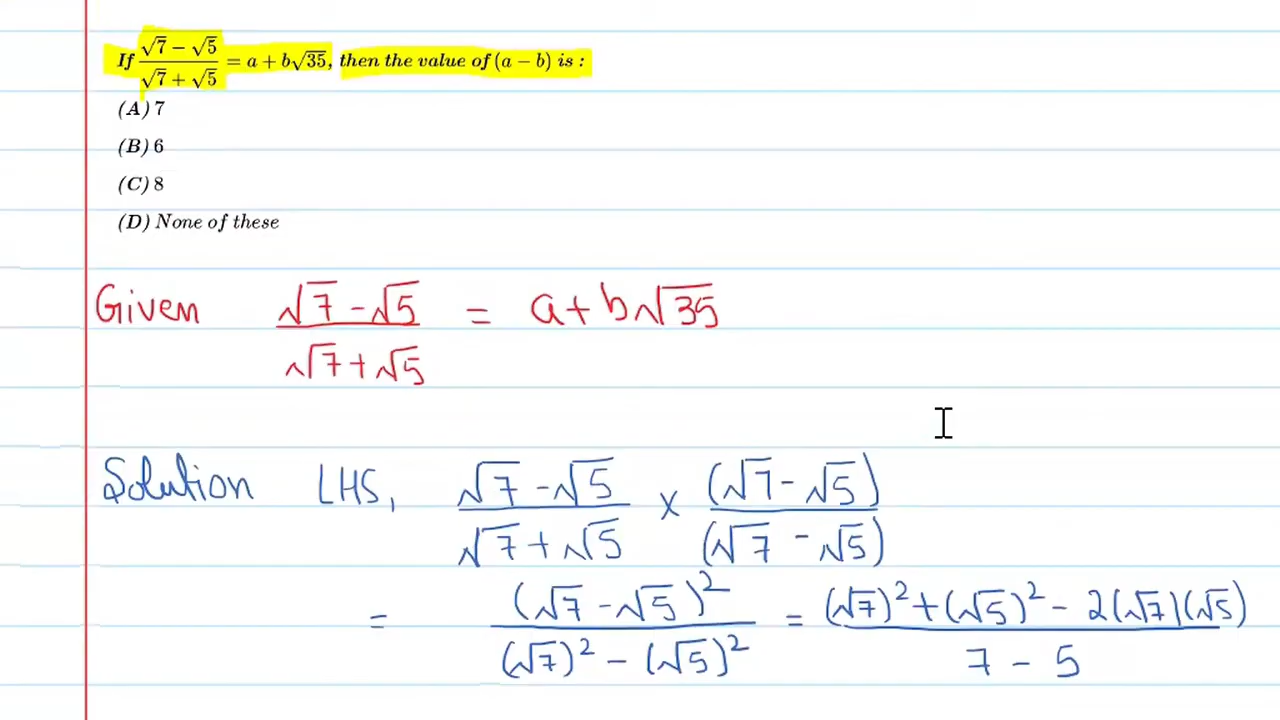 If (√7 − √5)/(√7 + √5) = a + b√35, then the value of (a − b) is :
(A) 7
(B) 6
(C) 8
(D) None of these
Given (√7 − √5)/(√7 + √5) = a + b√35
Solution LHS, (√7 − √5)/(√7 + √5) × (√7 − √5)/(√7 − √5)
= (√7 − √5)²/((√7)² − (√5)²) = ((√7)² + (√5)² − 2(√7)(√5))/(7 − 5)